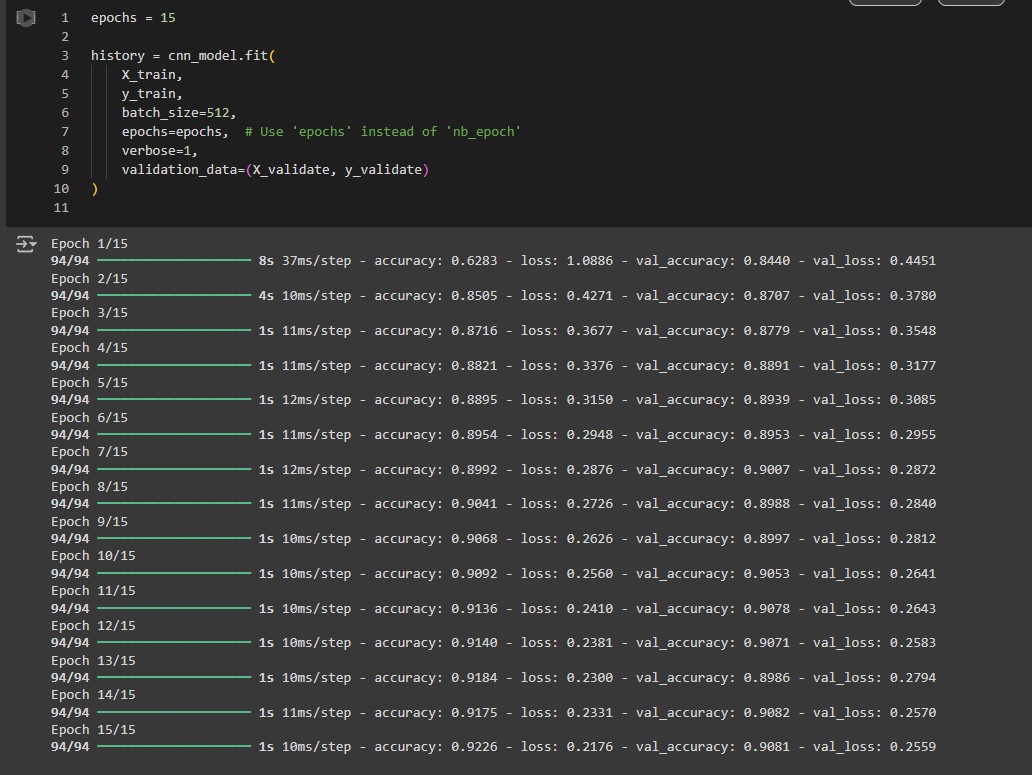 1 epochs = 15
2
3 history = cnn_model.fit(
4 X_train,
5 y_train,
6 batch_size=512,
7 epochs=epochs,  # Use 'epochs' instead of 'nb_epoch'
8 verbose=1,
9 validation_data=(X_validate, y_validate)
10 )
11
Epoch 1/15
94/94 8s 37ms/step - accuracy: 0.6283 - loss: 1.0886 - val_accuracy: 0.8440 - val_loss: 0.4451
Epoch 2/15
94/94 4s 10ms/step - accuracy: 0.8505 - loss: 0.4271 - val_accuracy: 0.8707 - val_loss: 0.3780
Epoch 3/15
94/94 1s 11ms/step - accuracy: 0.8716 - loss: 0.3677 - val_accuracy: 0.8779 - val_loss: 0.3548
Epoch 4/15
94/94 1s 11ms/step - accuracy: 0.8821 - loss: 0.3376 - val_accuracy: 0.8891 - val_loss: 0.3177
Epoch 5/15
94/94 1s 12ms/step - accuracy: 0.8895 - loss: 0.3150 - val_accuracy: 0.8939 - val_loss: 0.3085
Epoch 6/15
94/94 1s 11ms/step - accuracy: 0.8954 - loss: 0.2948 - val_accuracy: 0.8953 - val_loss: 0.2955
Epoch 7/15
94/94 1s 12ms/step - accuracy: 0.8992 - loss: 0.2876 - val_accuracy: 0.9007 - val_loss: 0.2872
Epoch 8/15
94/94 1s 11ms/step - accuracy: 0.9041 - loss: 0.2726 - val_accuracy: 0.8988 - val_loss: 0.2840
Epoch 9/15
94/94 1s 10ms/step - accuracy: 0.9068 - loss: 0.2626 - val_accuracy: 0.8997 - val_loss: 0.2812
Epoch 10/15
94/94 1s 10ms/step - accuracy: 0.9092 - loss: 0.2560 - val_accuracy: 0.9053 - val_loss: 0.2641
Epoch 11/15
94/94 1s 10ms/step - accuracy: 0.9136 - loss: 0.2410 - val_accuracy: 0.9078 - val_loss: 0.2643
Epoch 12/15
94/94 1s 10ms/step - accuracy: 0.9140 - loss: 0.2381 - val_accuracy: 0.9071 - val_loss: 0.2583
Epoch 13/15
94/94 1s 10ms/step - accuracy: 0.9184 - loss: 0.2300 - val_accuracy: 0.8986 - val_loss: 0.2794
Epoch 14/15
94/94 1s 11ms/step - accuracy: 0.9175 - loss: 0.2331 - val_accuracy: 0.9082 - val_loss: 0.2570
Epoch 15/15
94/94 1s 10ms/step - accuracy: 0.9226 - loss: 0.2176 - val_accuracy: 0.9081 - val_loss: 0.2559